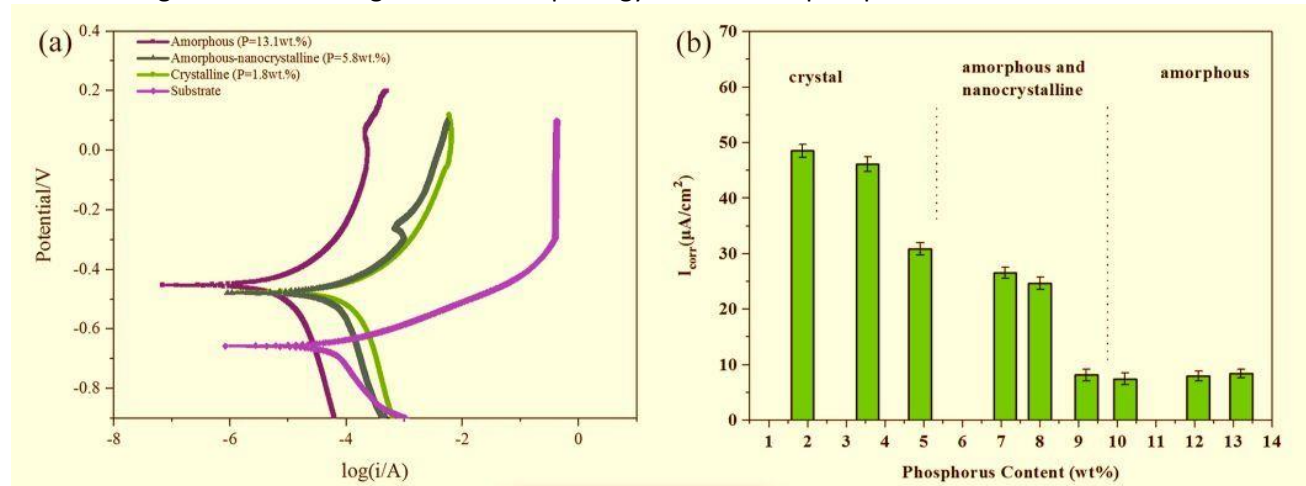 (a)
Amorphous (P=13.1wt.%)
Amorphous-nanocrystalline (P=5.8wt.%)
Crystalline (P=1.8wt.%)
Substrate
0.4
0.2
0.0
-0.2
-0.4
-0.6
-0.8
Potential/V
-8 -6 -4 -2 0
log(i/A)
(b)
crystal
amorphous and
nanocrystalline
amorphous
70
60
50
40
30
20
10
0
Icorr(μA/cm2)
1 2 3 4 5 6 7 8 9 10 11 12 13 14
Phosphorus Content (wt%)